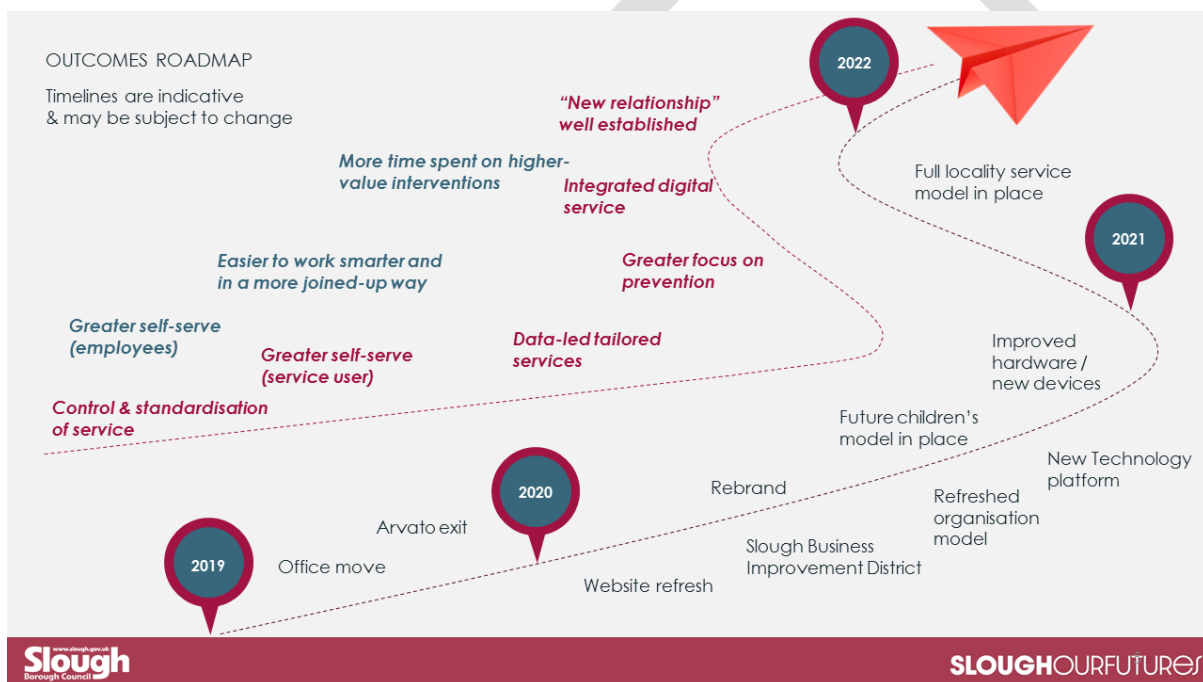 OUTCOMES ROADMAP
Timelines are indicative
& may be subject to change
2022
“New relationship”
well established
More time spent on higher-
value interventions
Integrated digital
service
Full locality service
model in place
2021
Easier to work smarter and
in a more joined-up way
Greater focus on
prevention
Greater self-serve
(employees)
Greater self-serve
(service user)
Data-led tailored
services
Improved
hardware /
new devices
Control & standardisation
of service
Future children’s
model in place
New Technology
platform
2020
Rebrand
Refreshed
organisation
model
Arvato exit
2019
Office move
Slough Business
Improvement District
Website refresh
www.slough.gov.uk
Slough
Borough Council
SLOUGHOURFUTURES